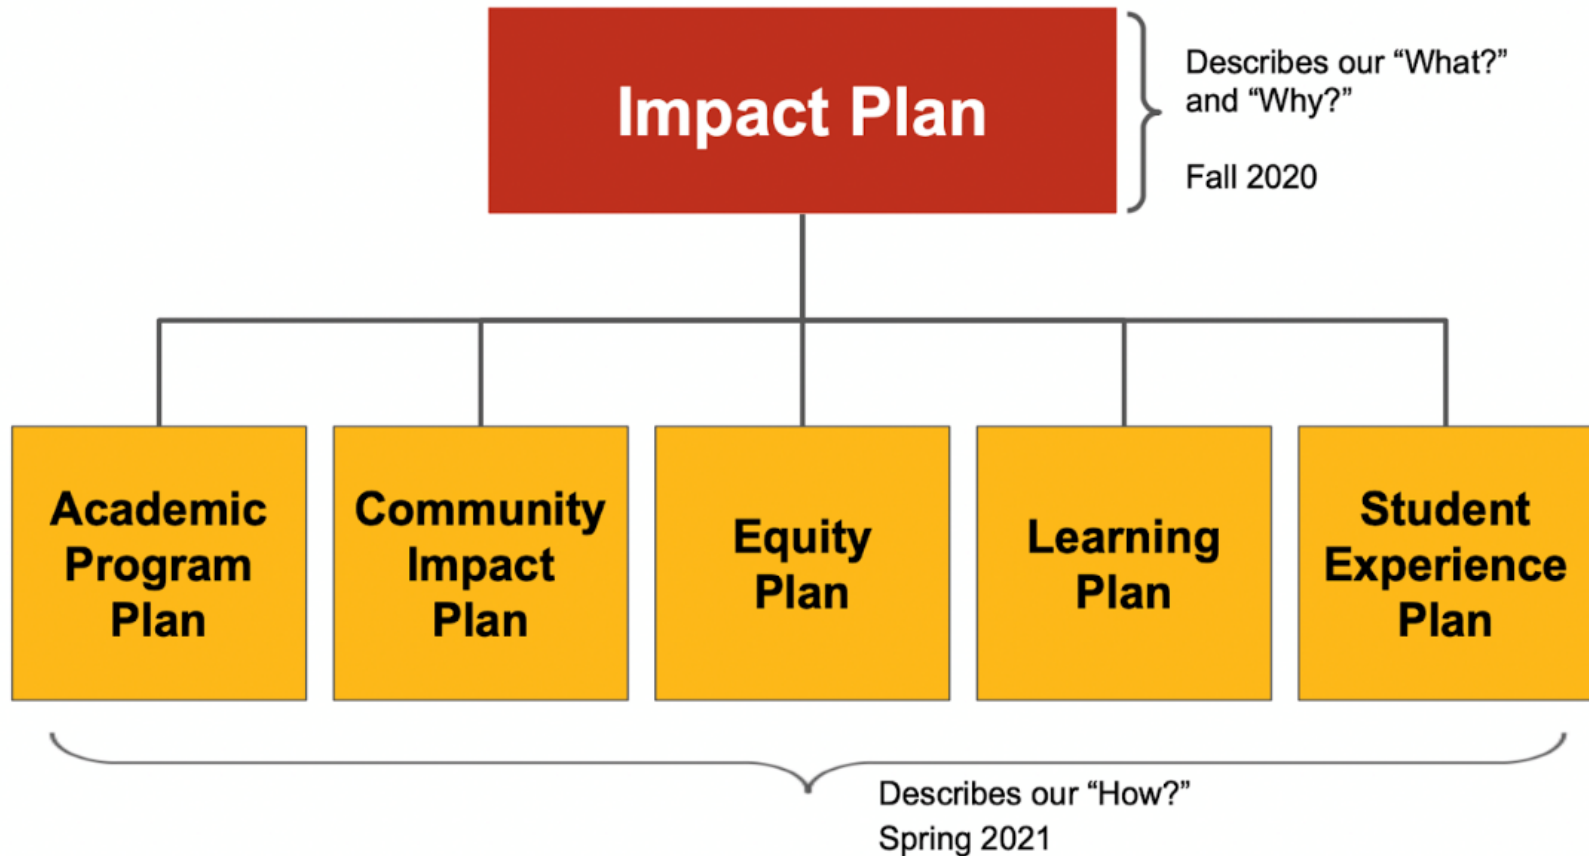 Impact Plan
Describes our “What?”
and “Why?”
Fall 2020
Academic
Program
Plan
Community
Impact
Plan
Equity
Plan
Learning
Plan
Student
Experience
Plan
Describes our “How?”
Spring 2021